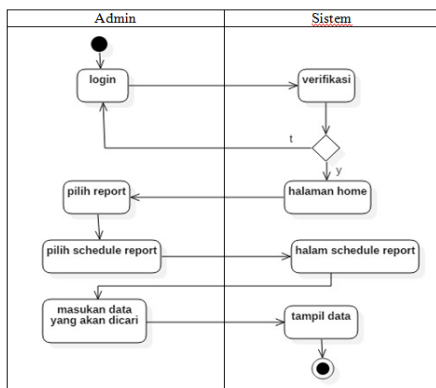 Admin
Sistem
login
verifikasi
t
y
pilih report
halaman home
pilih schedule report
halam schedule report
masukan data
yang akan dicari
tampil data